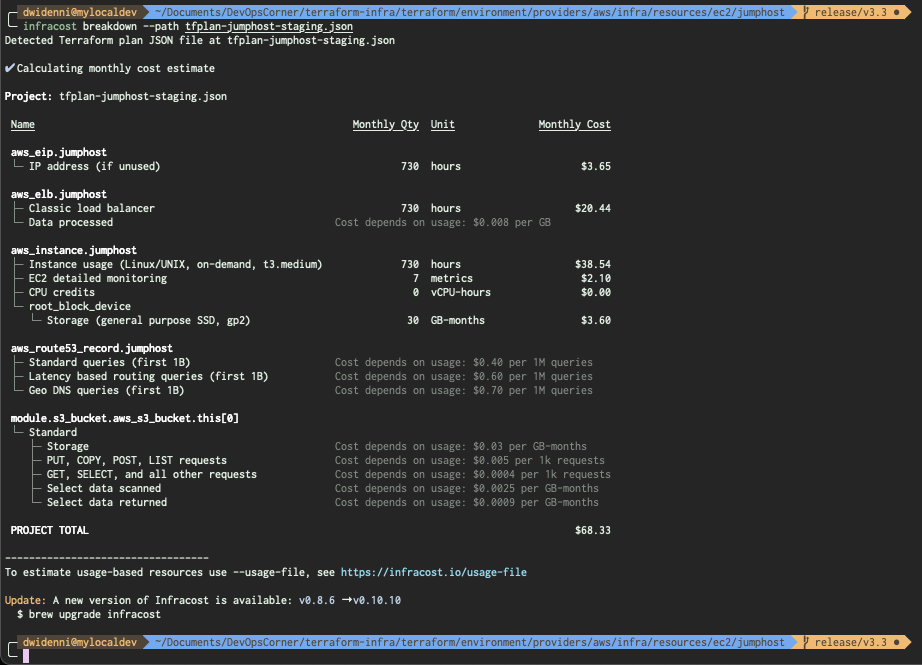 dwidenni@mylocaldev ~/Documents/DevOpsCorner/terraform-infra/terraform/environment/providers/aws/infra/resources/ec2/jumphost release/v3.3 ●
infracost breakdown --path tfplan-jumphost-staging.json
Detected Terraform plan JSON file at tfplan-jumphost-staging.json
✔Calculating monthly cost estimate
Project: tfplan-jumphost-staging.json
Name Monthly Qty Unit Monthly Cost
aws_eip.jumphost
└─ IP address (if unused) 730 hours $3.65
aws_elb.jumphost
├─ Classic load balancer 730 hours $20.44
└─ Data processed Cost depends on usage: $0.008 per GB
aws_instance.jumphost
├─ Instance usage (Linux/UNIX, on-demand, t3.medium) 730 hours $38.54
├─ EC2 detailed monitoring 7 metrics $2.10
├─ CPU credits 0 vCPU-hours $0.00
└─ root_block_device
└─ Storage (general purpose SSD, gp2) 30 GB-months $3.60
aws_route53_record.jumphost
├─ Standard queries (first 1B) Cost depends on usage: $0.40 per 1M queries
├─ Latency based routing queries (first 1B) Cost depends on usage: $0.60 per 1M queries
└─ Geo DNS queries (first 1B) Cost depends on usage: $0.70 per 1M queries
module.s3_bucket.aws_s3_bucket.this[0]
└─ Standard
├─ Storage Cost depends on usage: $0.03 per GB-months
├─ PUT, COPY, POST, LIST requests Cost depends on usage: $0.005 per 1k requests
├─ GET, SELECT, and all other requests Cost depends on usage: $0.0004 per 1k requests
├─ Select data scanned Cost depends on usage: $0.0025 per GB-months
└─ Select data returned Cost depends on usage: $0.0009 per GB-months
PROJECT TOTAL $68.33
----------------------------------
To estimate usage-based resources use --usage-file, see https://infracost.io/usage-file
Update: A new version of Infracost is available: v0.8.6 →v0.10.10
$ brew upgrade infracost
dwidenni@mylocaldev ~/Documents/DevOpsCorner/terraform-infra/terraform/environment/providers/aws/infra/resources/ec2/jumphost release/v3.3 ●